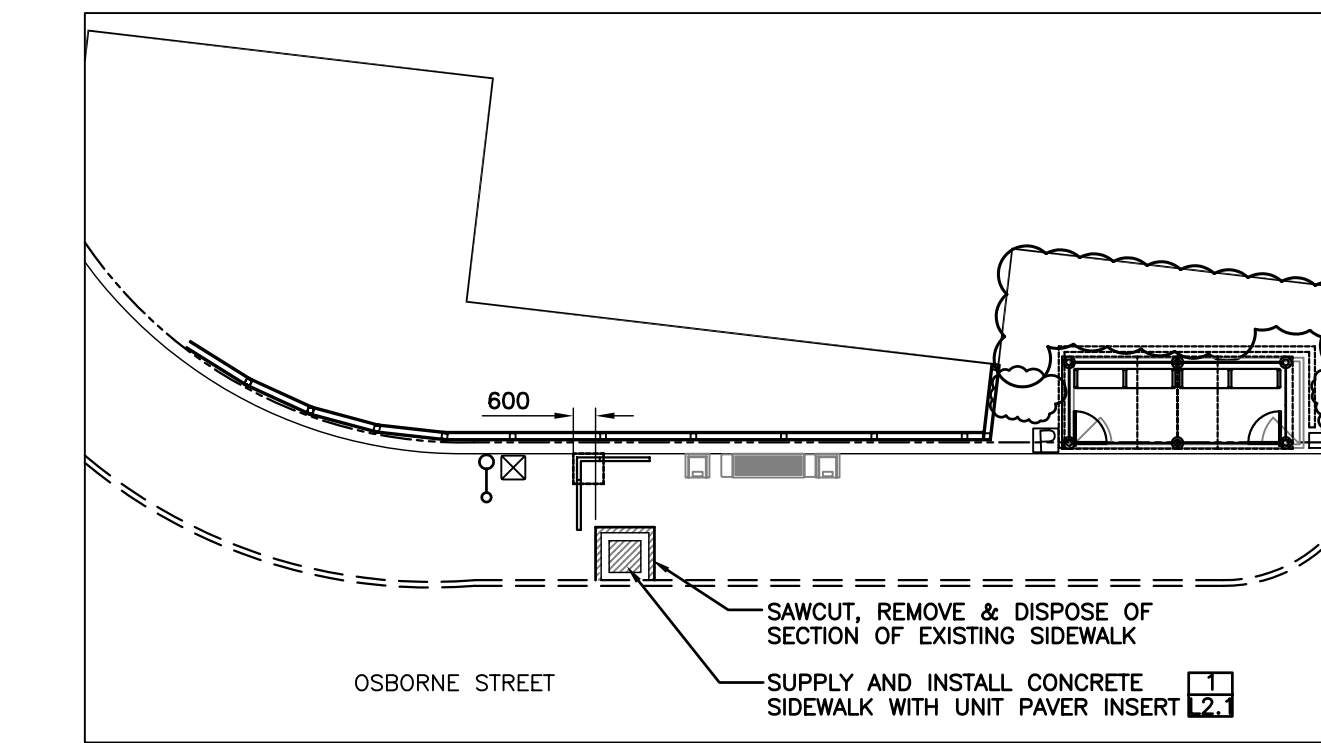 600
P
SAWCUT, REMOVE & DISPOSE OF
SECTION OF EXISTING SIDEWALK
OSBORNE STREET
SUPPLY AND INSTALL CONCRETE
SIDEWALK WITH UNIT PAVER INSERT
1
L2.1